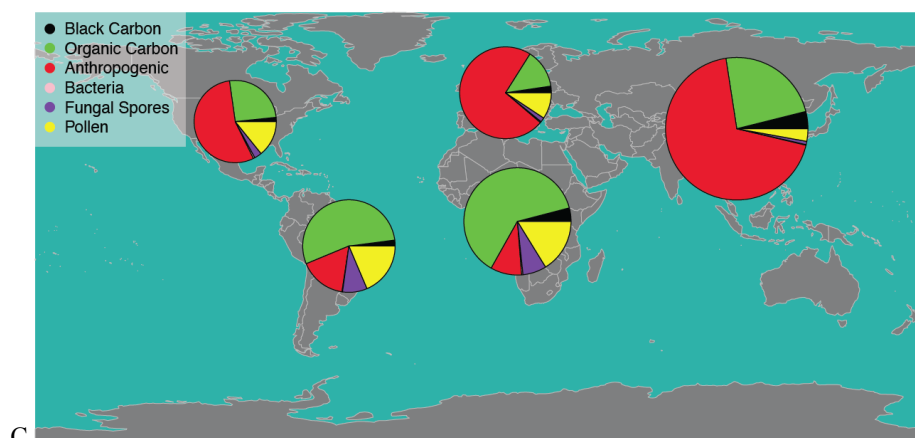 Black Carbon
Organic Carbon
Anthropogenic
Bacteria
Fungal Spores
Pollen
C